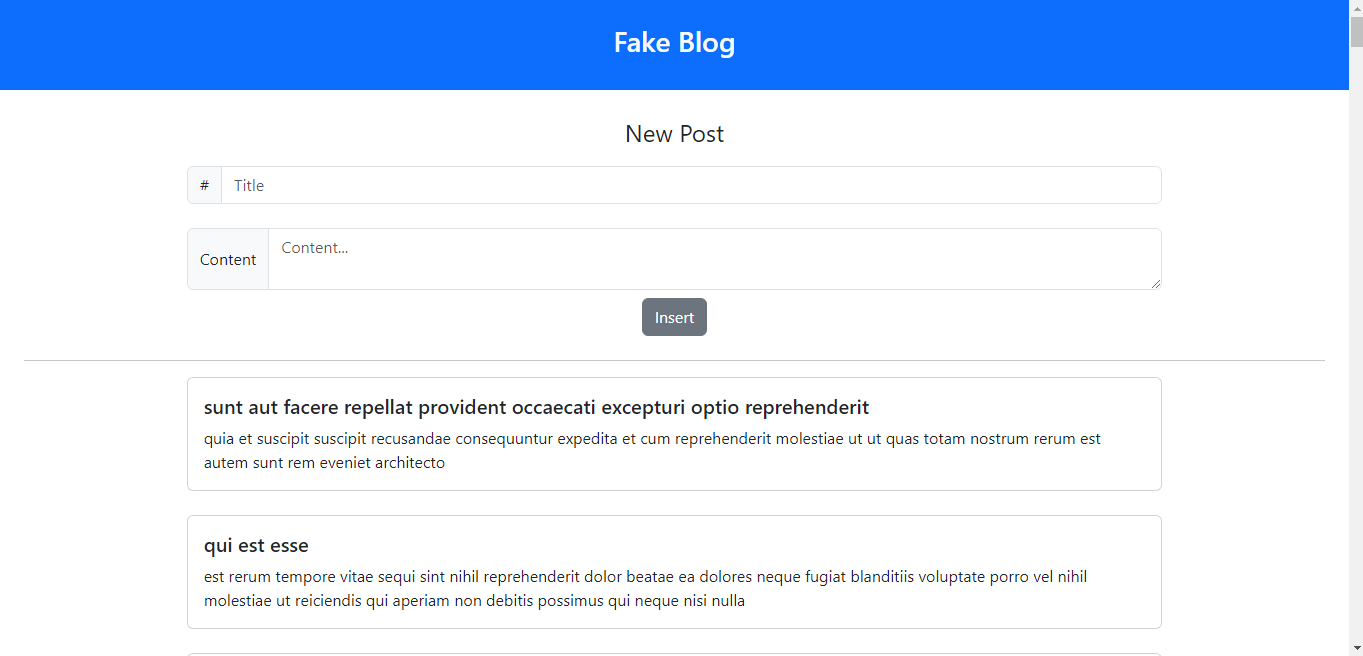 Fake Blog
New Post
# Title
Content Content...
Insert
sunt aut facere repellat provident occaecati excepturi optio reprehenderit
quia et suscipit suscipit recusandae consequuntur expedita et cum reprehenderit molestiae ut ut quas totam nostrum rerum est
autem sunt rem eveniet architecto
qui est esse
est rerum tempore vitae sequi sint nihil reprehenderit dolor beatae ea dolores neque fugiat blanditiis voluptate porro vel nihil
molestiae ut reiciendis qui aperiam non debitis possimus qui neque nisi nulla